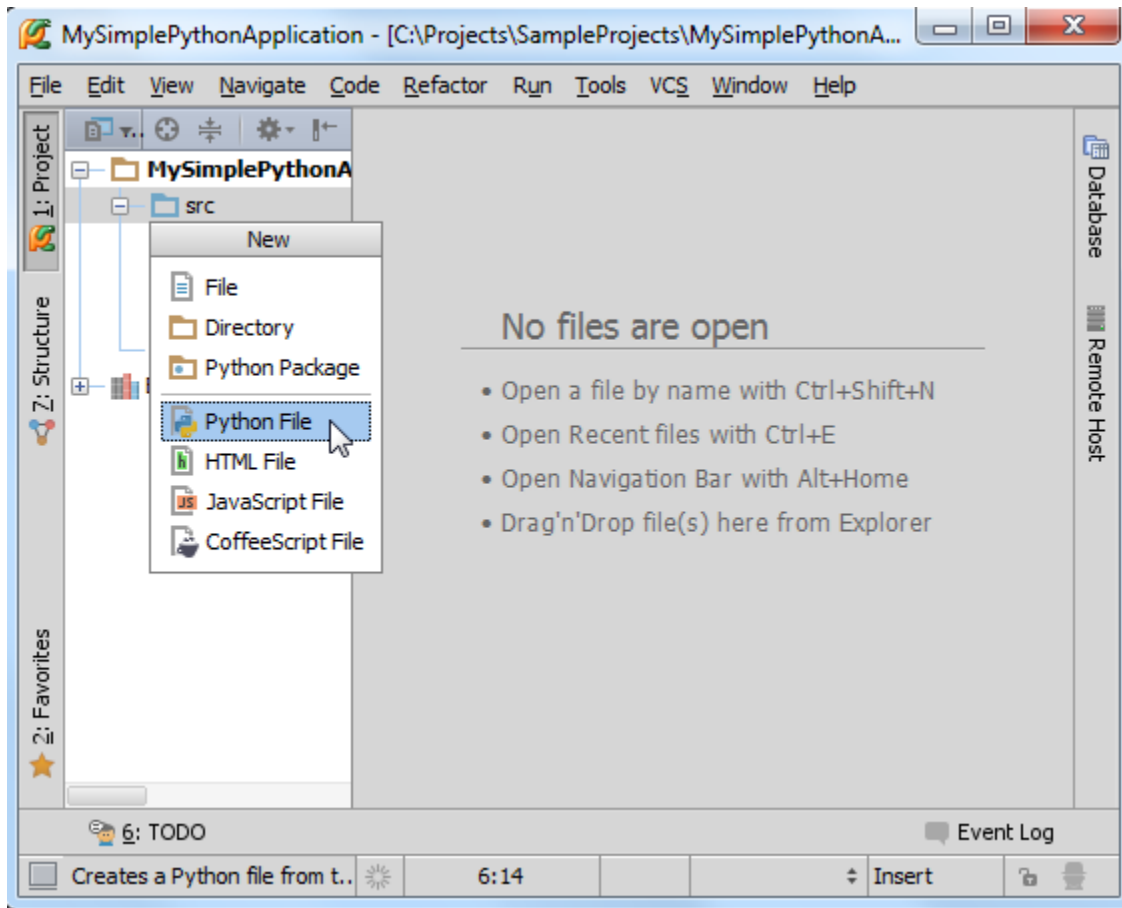 MySimplePythonApplication - [C:\Projects\SampleProjects\MySimplePythonA...
File Edit View Navigate Code Refactor Run Tools VCS Window Help
1: Project
7: Structure
2: Favorites
MySimplePythonA
src
New
File
Directory
Python Package
Python File
HTML File
JavaScript File
CoffeeScript File
No files are open
• Open a file by name with Ctrl+Shift+N
• Open Recent files with Ctrl+E
• Open Navigation Bar with Alt+Home
• Drag'n'Drop file(s) here from Explorer
Database
Remote Host
6: TODO
Event Log
Creates a Python file from t..
6:14
Insert